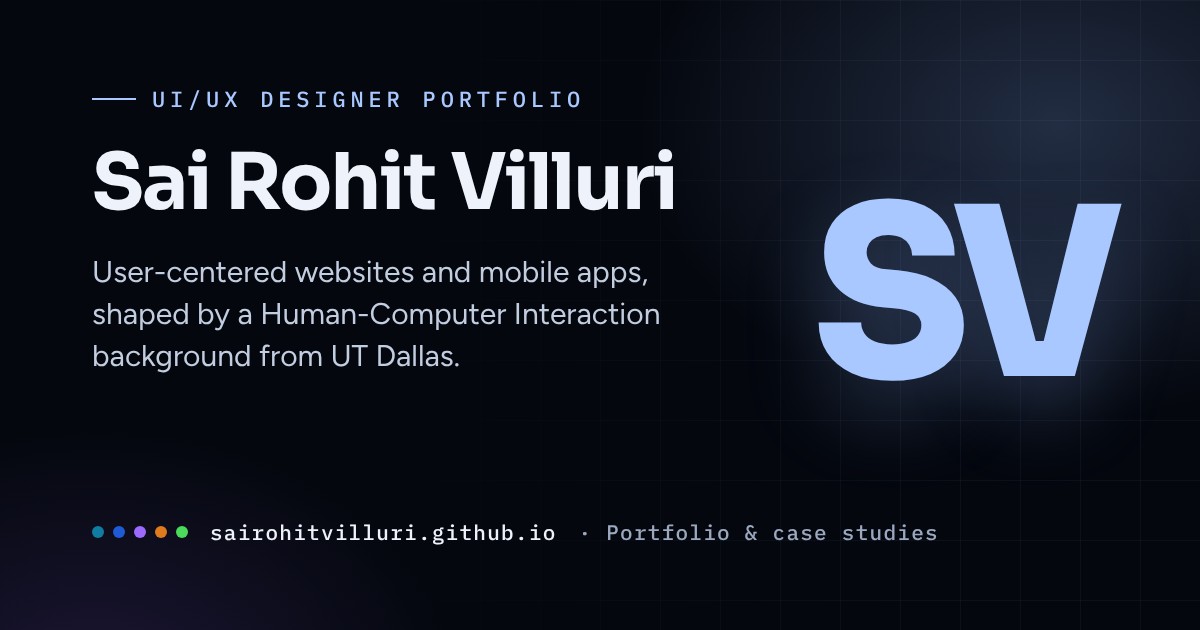 UI/UX DESIGNER PORTFOLIO
Sai Rohit Villuri
User-centered websites and mobile apps,
shaped by a Human-Computer Interaction
background from UT Dallas.
SV
sairohitvilluri.github.io · Portfolio & case studies